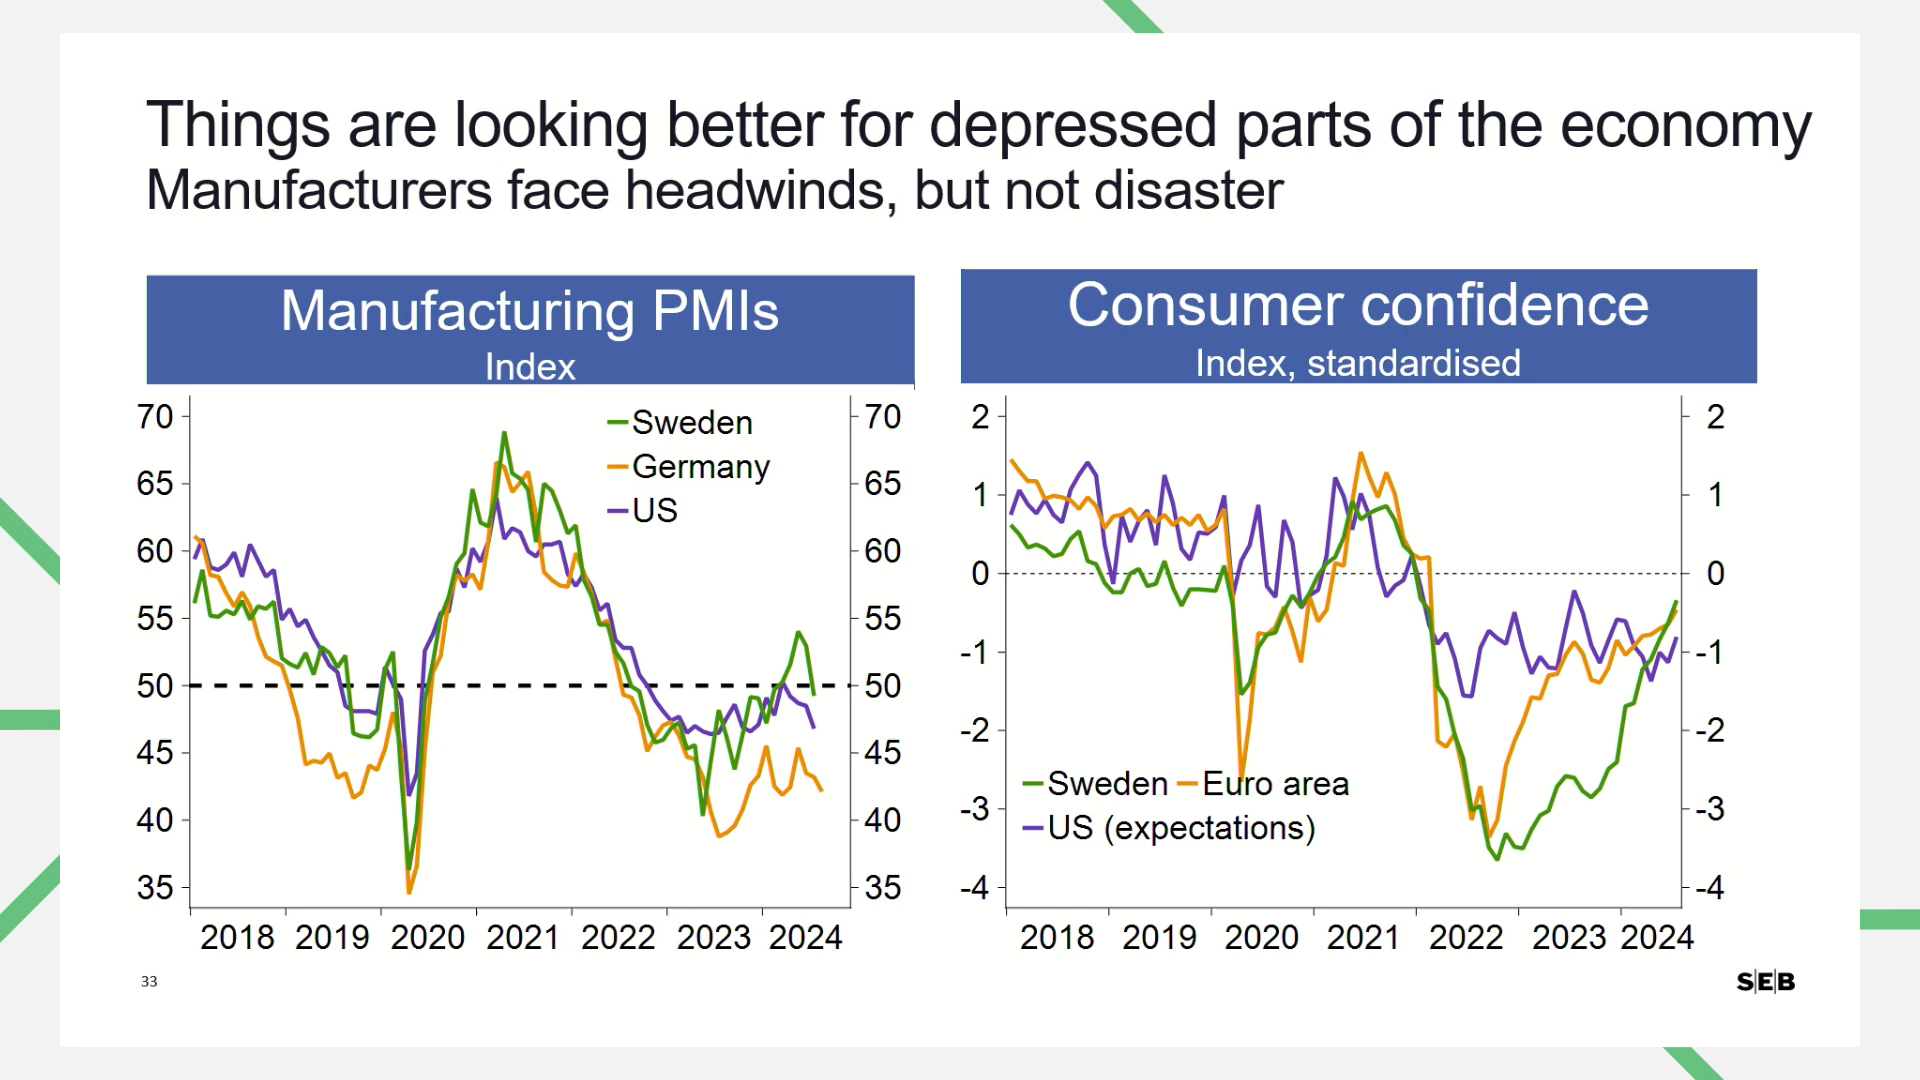 Things are looking better for depressed parts of the economy
Manufacturers face headwinds, but not disaster
Manufacturing PMIs
Index
70
65
60
55
50
45
40
35
Sweden
Germany
US
70
65
60
55
50
45
40
35
2018 2019 2020 2021 2022 2023 2024
Consumer confidence
Index, standardised
2
1
0
-1
-2
-3
-4
Sweden Euro area
US (expectations)
2
1
0
-1
-2
-3
-4
2018 2019 2020 2021 2022 2023 2024
33
SEB